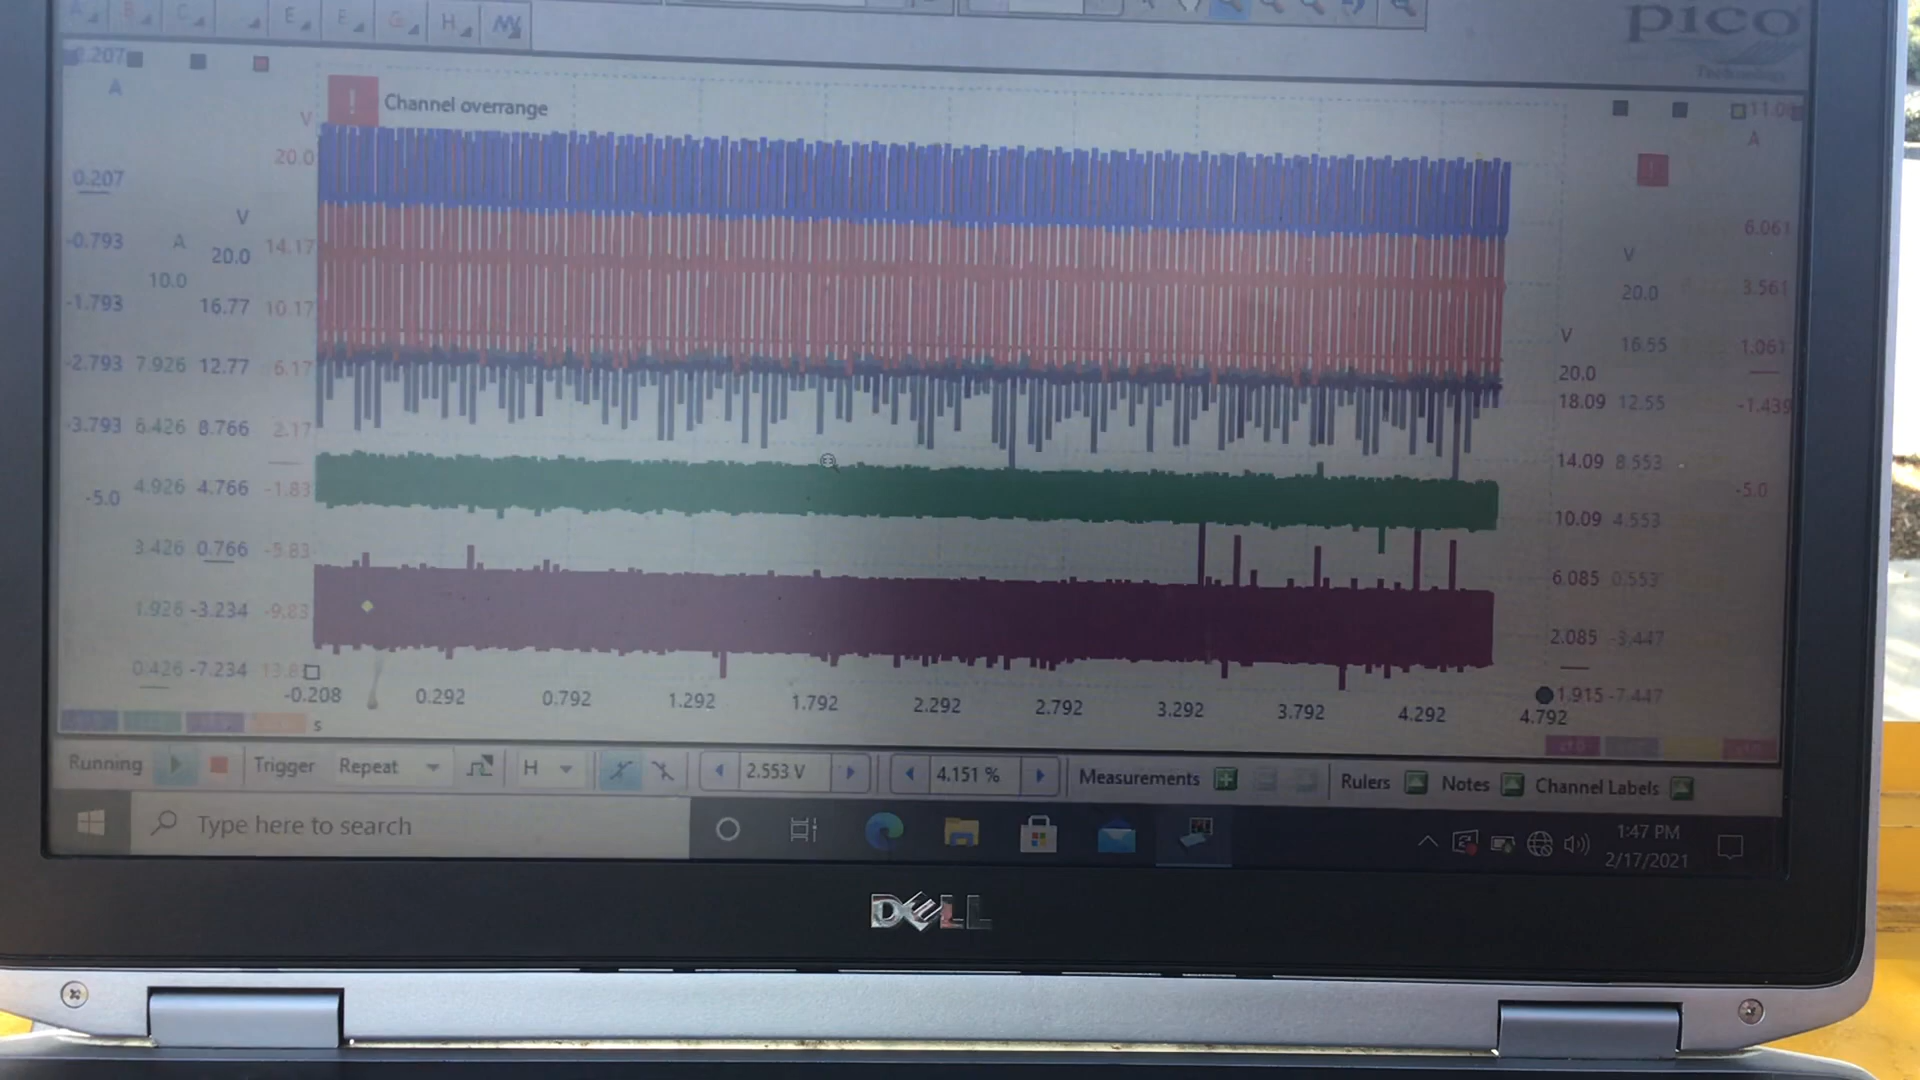 A B C E F G H
pico
Technology
Channel overrange
A
V
20.0
11.0
A
0.207
V
-0.793 A 20.0 14.17
10.0
-1.793 16.77 10.17
-2.793 7.926 12.77 6.17
-3.793 6.426 8.766 2.17
-5.0 4.926 4.766 -1.83
3.426 0.766 -5.83
1.926 -3.234 -9.83
0.426 -7.234
6.061
V
20.0 3.561
V 16.55 1.061
20.0
18.09 12.55 -1.439
14.09 8.553
-5.0
10.09 4.553
6.085 0.553
2.085 -3.447
1.915 -7.447
-0.208 0.292 0.792 1.292 1.792 2.292 2.792 3.292 3.792 4.292 4.792
s
Running Trigger Repeat H 2.553 V 4.151 % Measurements Rulers Notes Channel Labels
Type here to search
1:47 PM
2/17/2021
DELL